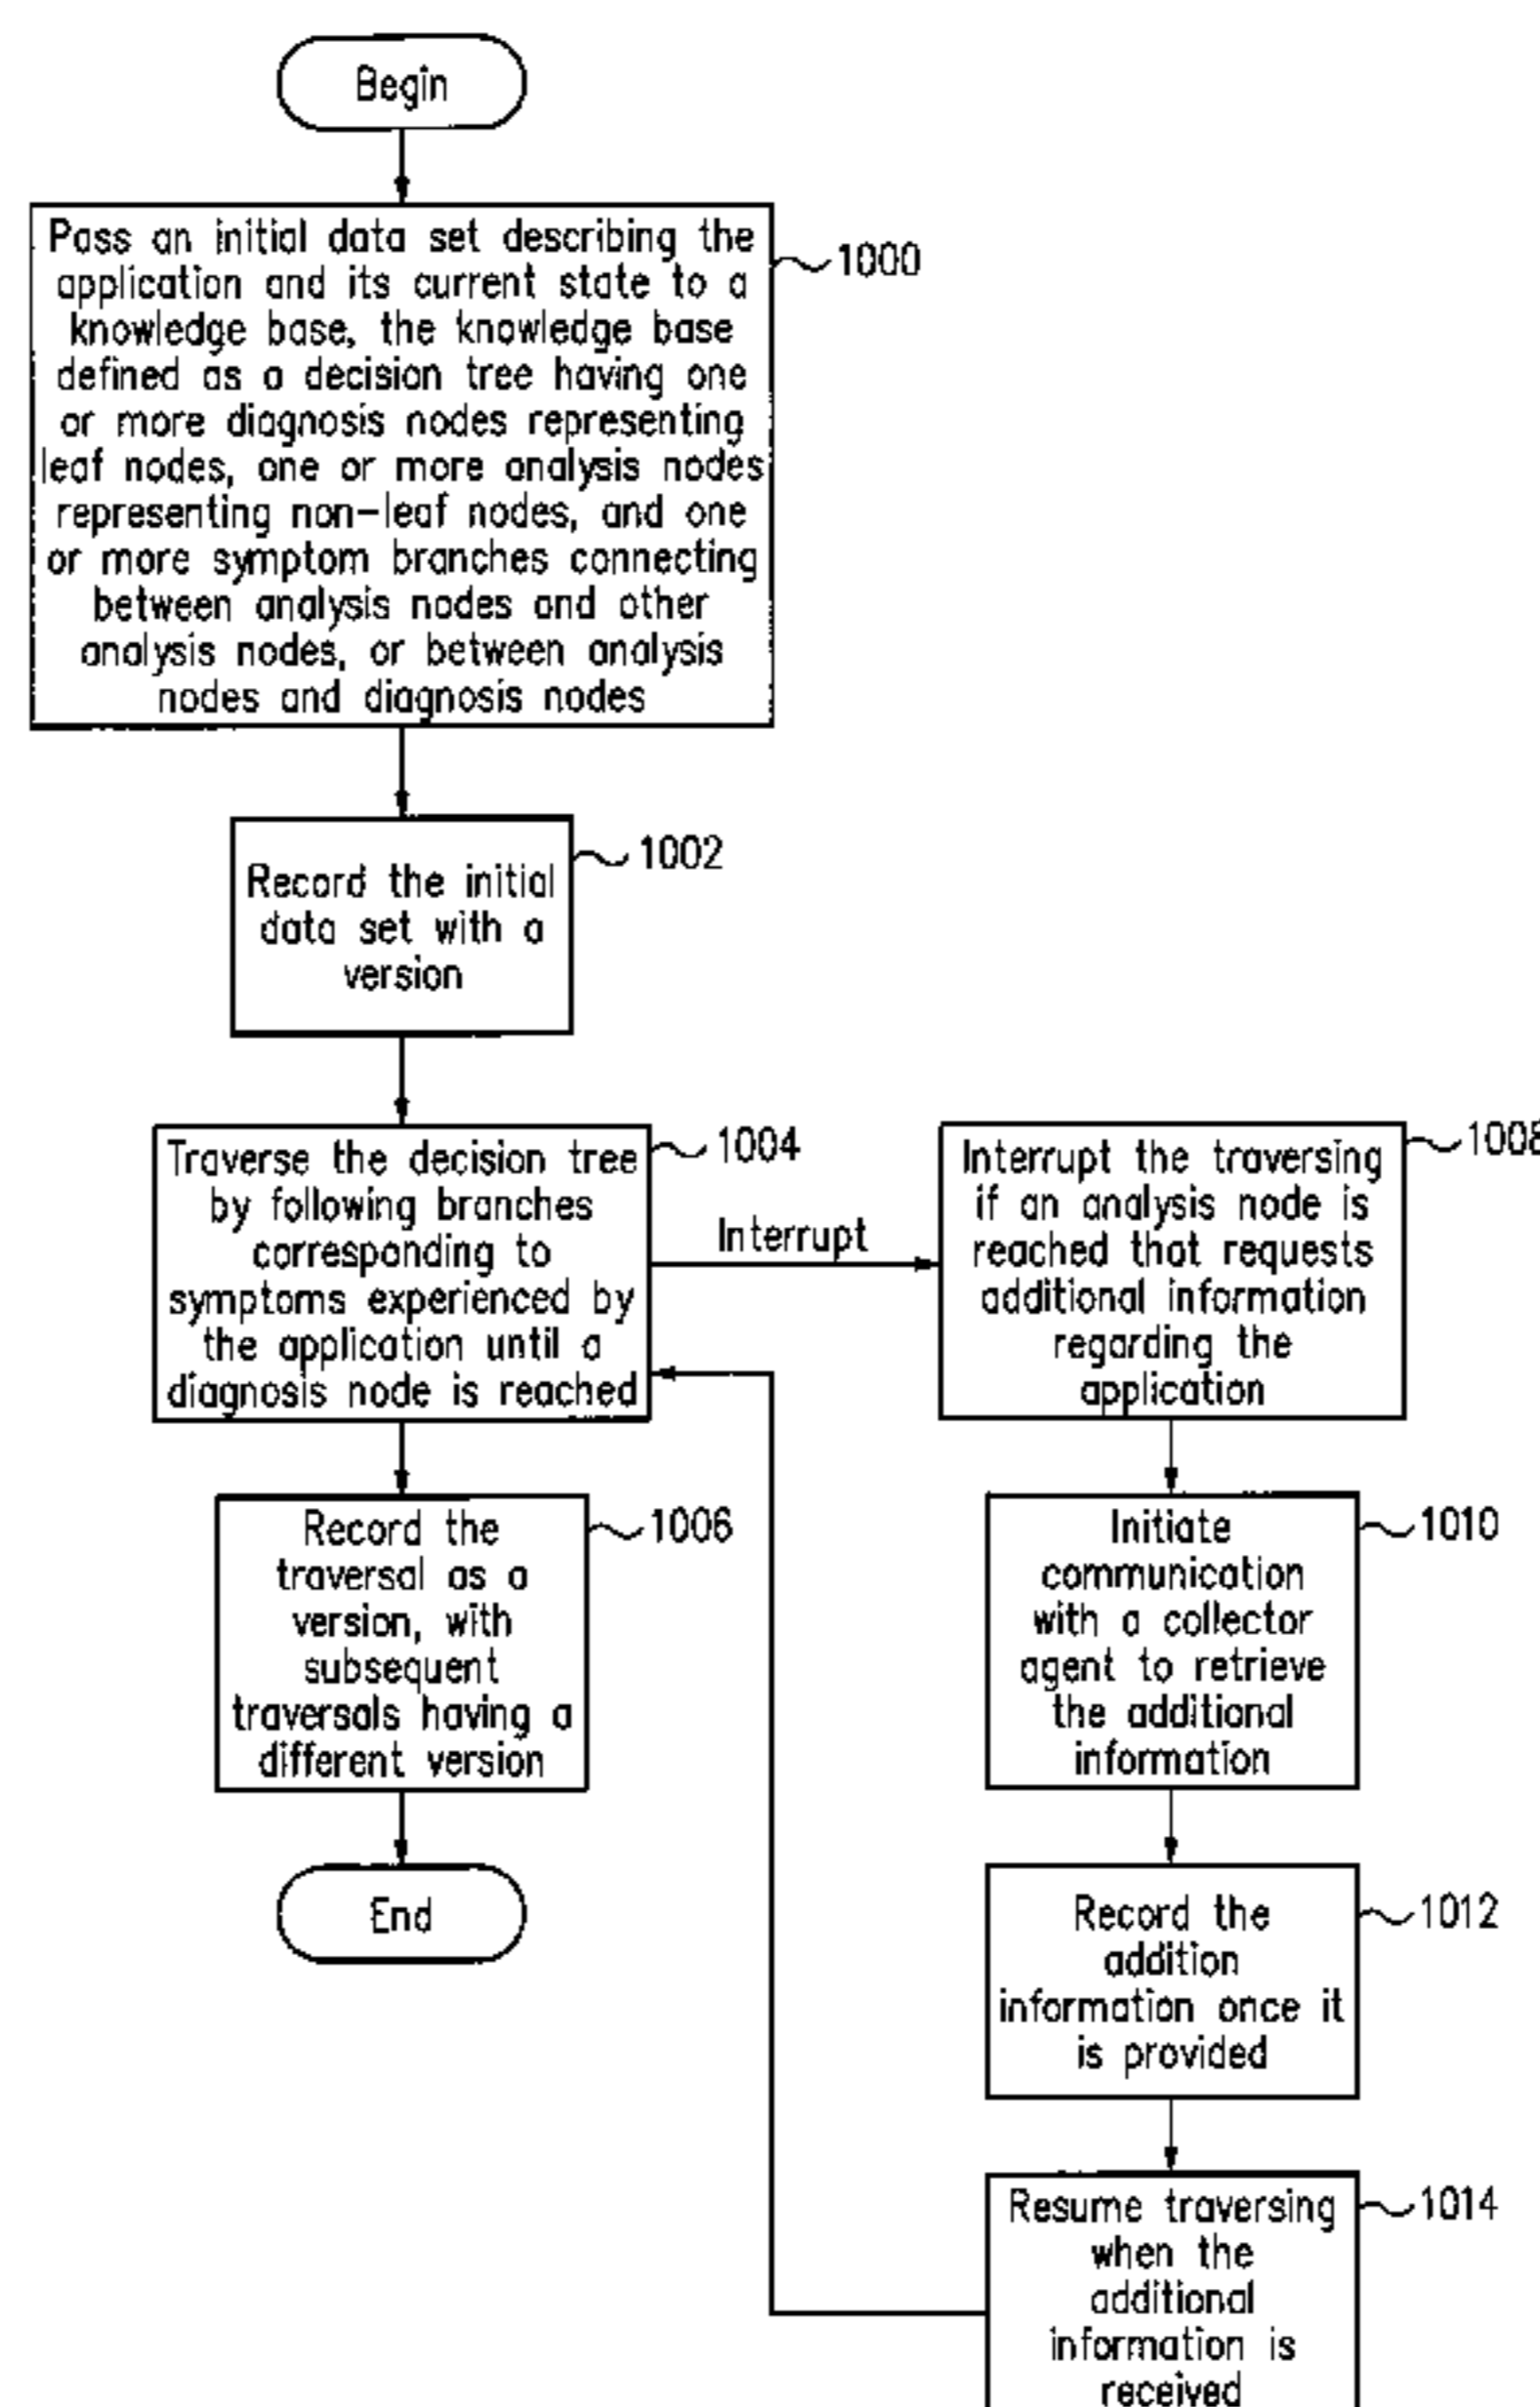 Begin
Pass an initial data set describing the
application and its current state to a
knowledge base, the knowledge base
defined as a decision tree having one
or more diagnosis nodes representing
leaf nodes, one or more analysis nodes
representing non-leaf nodes, and one
or more symptom branches connecting
between analysis nodes and other
analysis nodes, or between analysis
nodes and diagnosis nodes
1000
Record the initial
data set with a
version
1002
Traverse the decision tree
by following branches
corresponding to
symptoms experienced by
the application until a
diagnosis node is reached
1004
Interrupt
Interrupt the traversing
if an analysis node is
reached that requests
additional information
regarding the
application
1008
Record the
traversal as a
version, with
subsequent
traversals having a
different version
1006
Initiate
communication
with a collector
agent to retrieve
the additional
information
1010
End
Record the
addition
information once it
is provided
1012
Resume traversing
when the
additional
information is
received
1014